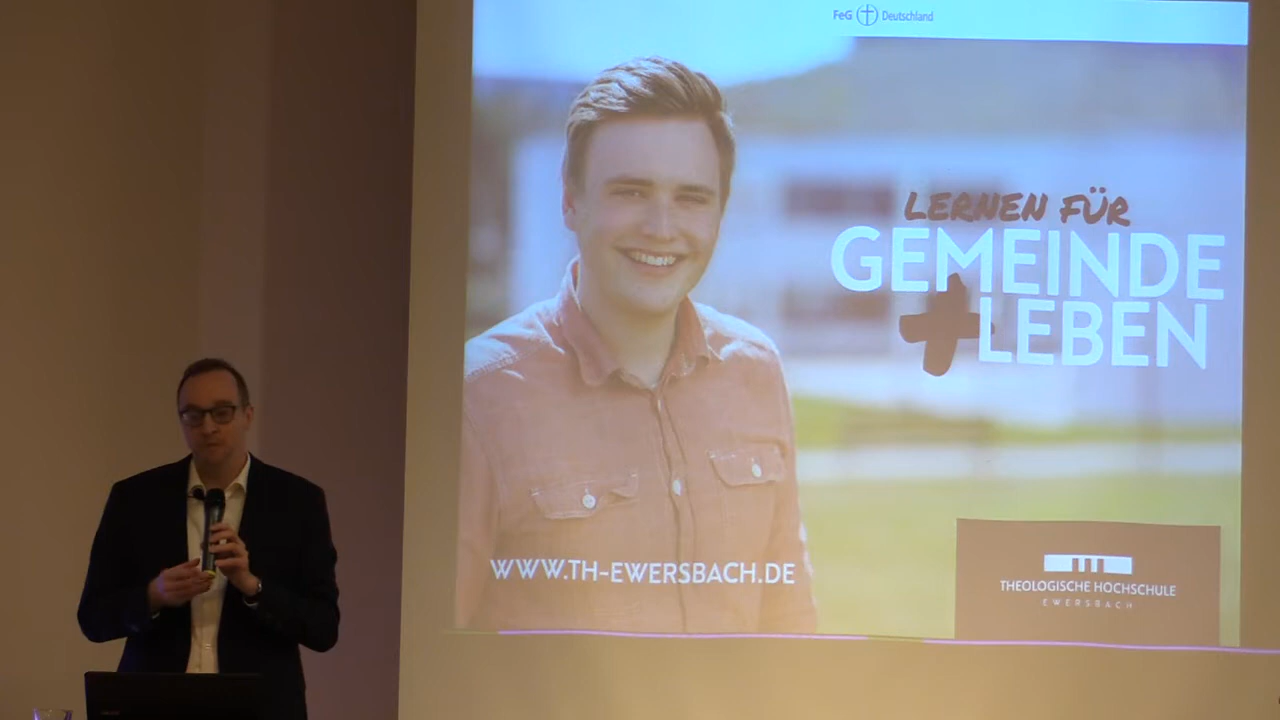 FeG Deutschland
LERNEN FÜR
GEMEINDE
+LEBEN
WWW.TH-EWERSBACH.DE
THEOLOGISCHE HOCHSCHULE
EWERSBACH